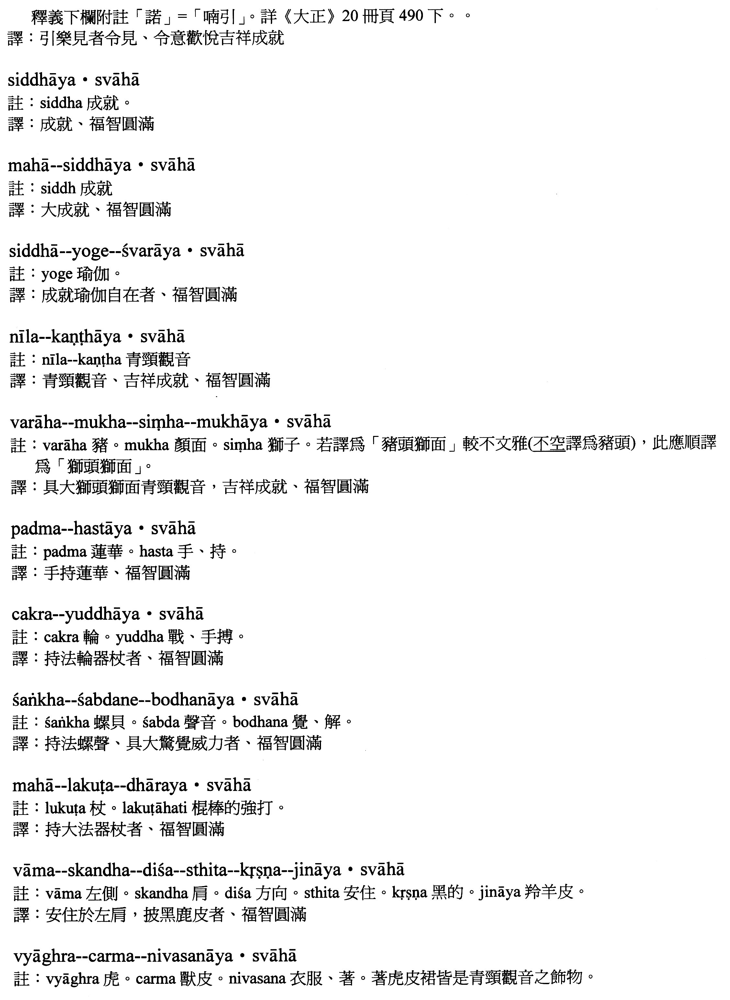 釋義下欄附註「諾」=「喃引」。詳《大正》20 冊頁 490 下。。
譯：引樂見者令見、令意歡悅吉祥成就
siddhāya • svāhā
註：siddha 成就。
譯：成就、福智圓滿
mahā--siddhāya • svāhā
註：siddh 成就
譯：大成就、福智圓滿
siddhā--yoge--śvarāya • svāhā
註：yoge 瑜伽。
譯：成就瑜伽自在者、福智圓滿
nīla--kaṇṭhāya • svāhā
註：nīla--kaṇṭha 青頸觀音
譯：青頸觀音、吉祥成就、福智圓滿
varāha--mukha--siṃha--mukhāya • svāhā
註：varāha 豬。mukha 顏面。siṃha 獅子。若譯爲「豬頭獅面」較不文雅(不空譯爲豬頭)，此應順譯
爲「獅頭獅面」。
譯：具大獅頭獅面青頸觀音，吉祥成就、福智圓滿
padma--hastāya • svāhā
註：padma 蓮華。hasta 手、持。
譯：手持蓮華、福智圓滿
cakra--yuddhāya • svāhā
註：cakra 輪。yuddha 戰、手搏。
譯：持法輪器杖者、福智圓滿
śaṅkha--śabdane--bodhanāya • svāhā
註：śaṅkha 螺貝。śabda 聲音。bodhana 覺、解。
譯：持法螺聲、具大驚覺威力者、福智圓滿
mahā--lakuṭa--dhāraya • svāhā
註：lukuṭa 杖。lakuṭāhati 棍棒的強打。
譯：持大法器杖者、福智圓滿
vāma--skandha--diśa--sthita--kṛṣṇa--jināya • svāhā
註：vāma 左側。skandha 肩。diśa 方向。sthita 安住。kṛṣṇa 黑的。jināya 羚羊皮。
譯：安住於左肩，披黑鹿皮者、福智圓滿
vyāghra--carma--nivasanāya • svāhā
註：vyāghra 虎。carma 獸皮。nivasana 衣服、著。著虎皮裙皆是青頸觀音之飾物。